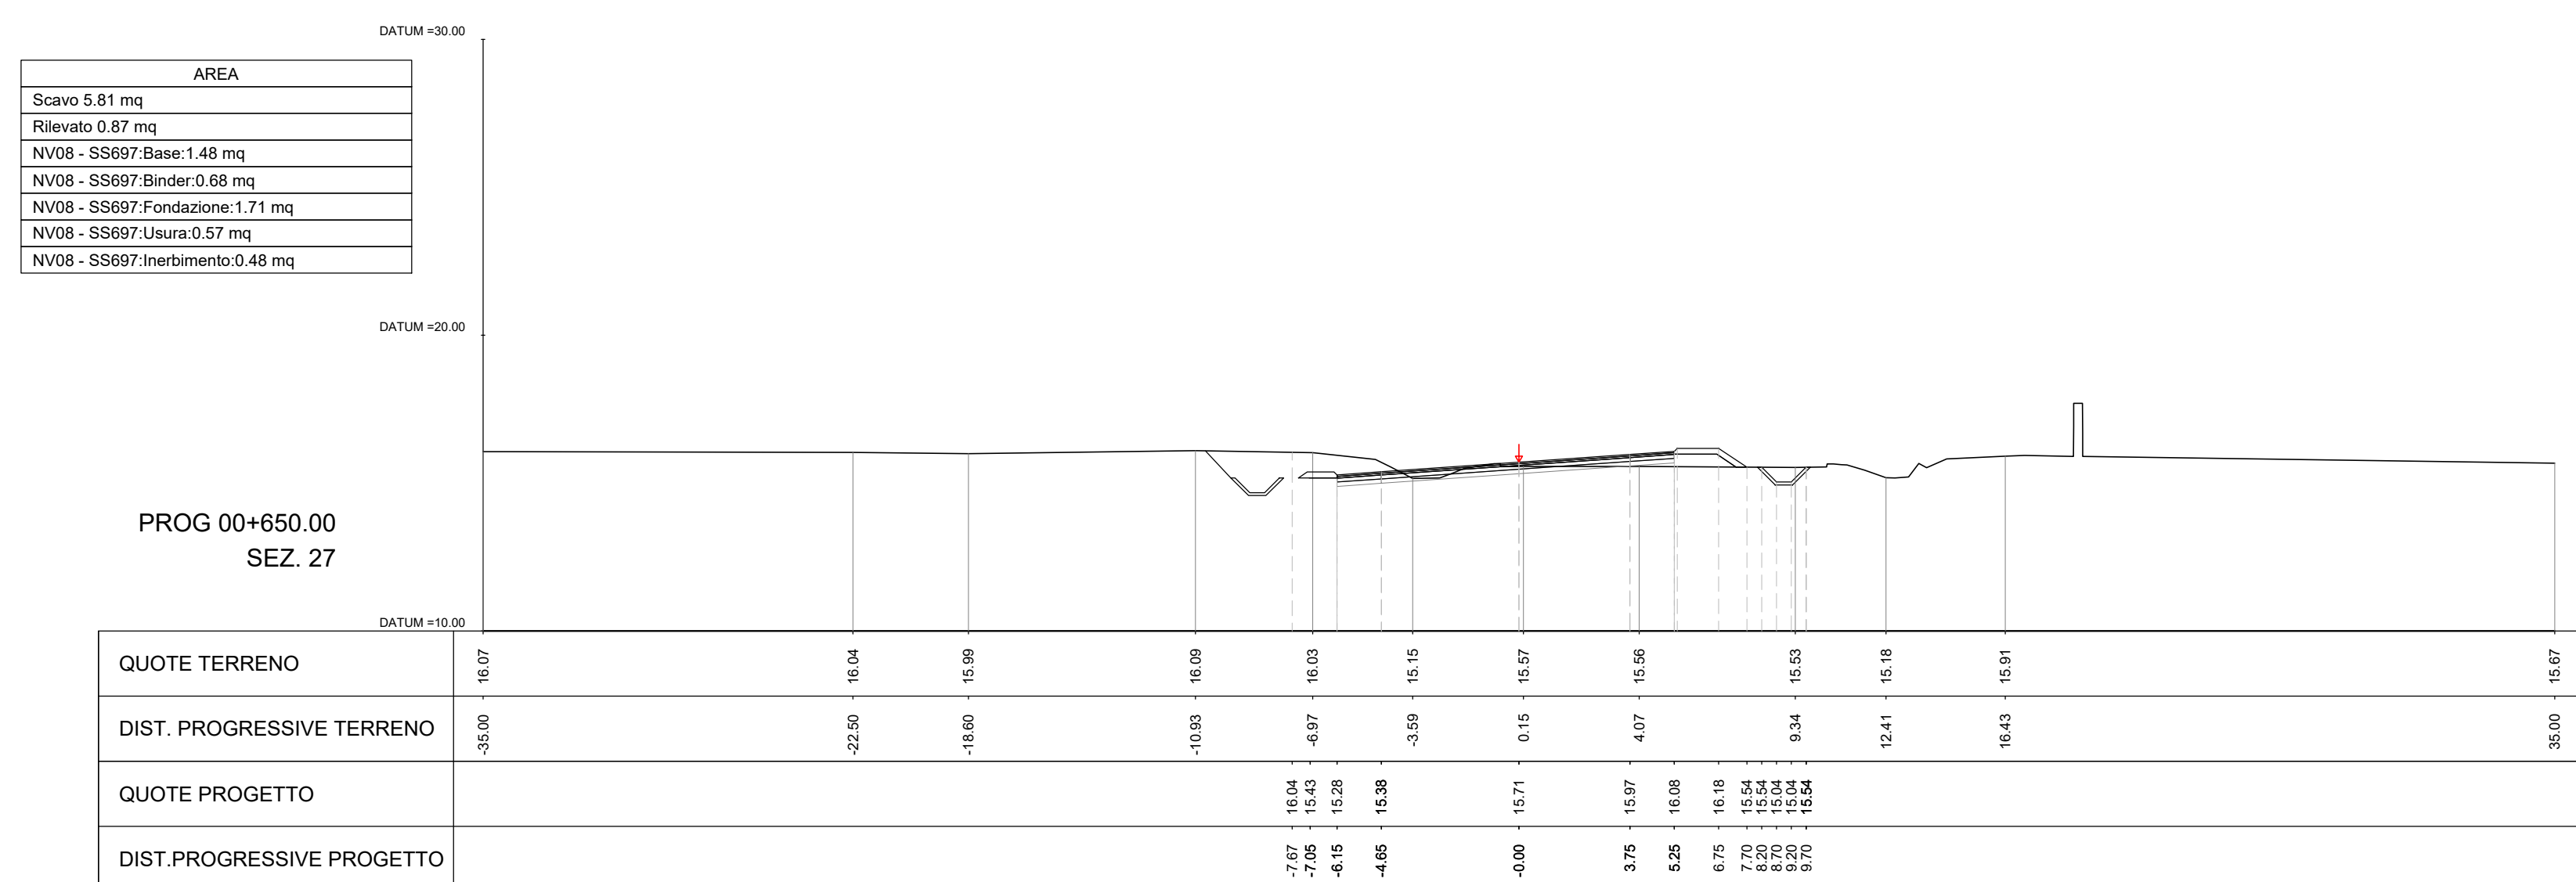 DATUM =30.00
AREA
Scavo 5.81 mq
Rilevato 0.87 mq
NV08 - SS697:Base:1.48 mq
NV08 - SS697:Binder:0.68 mq
NV08 - SS697:Fondazione:1.71 mq
NV08 - SS697:Usura:0.57 mq
NV08 - SS697:Inerbimento:0.48 mq
DATUM =20.00
PROG 00+650.00
SEZ. 27
DATUM =10.00
QUOTE TERRENO 16.07 16.04 15.99 16.09 16.03 15.15 15.57 15.56 15.53 15.18 15.91 15.67
DIST. PROGRESSIVE TERRENO -35.00 -22.50 -18.60 -10.93 -6.97 -3.59 0.15 4.07 9.34 12.41 16.43 35.00
QUOTE PROGETTO 16.04 15.43 15.28 15.38 15.71 15.97 16.08 16.18 15.54 15.54 15.04 15.04 15.54
DIST.PROGRESSIVE PROGETTO -7.67 -7.05 -6.15 -4.65 -0.00 3.75 5.25 6.75 7.70 8.20 8.70 9.20 9.70